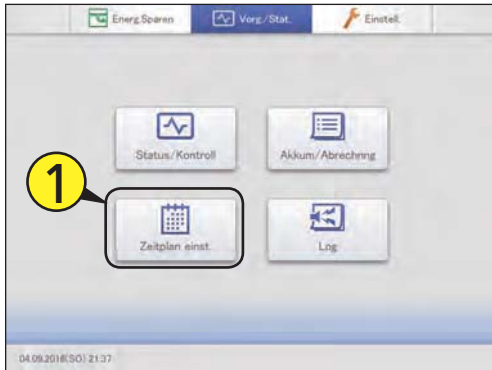 Energ.Sparen Vorg./Stat. Einstell.
Status/Kontroll Akkum/Abrechnng
1
Zeitplan einst. Log
04.09.2016(SO) 21:37